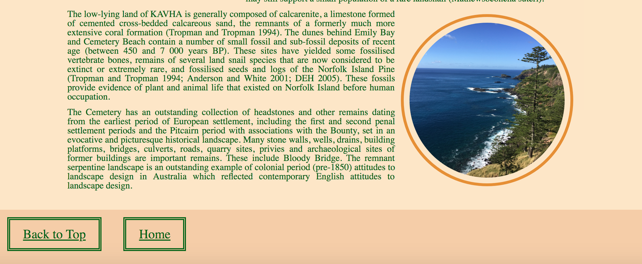 The low-lying land of KAVHA is generally composed of calcarenite, a limestone formed
of cemented cross-bedded calcareous sand, the remnants of a formerly much more
extensive coral formation (Tropman and Tropman 1994). The dunes behind Emily Bay
and Cemetery Beach contain a number of small fossil and sub-fossil deposits of recent
age (between 450 and 7 000 years BP). These sites have yielded some fossilised
vertebrate bones, remains of several land snail species that are now considered to be
extinct or extremely rare, and fossilised seeds and logs of the Norfolk Island Pine
(Tropman and Tropman 1994; Anderson and White 2001; DEH 2005). These fossils
provide evidence of plant and animal life that existed on Norfolk Island before human
occupation.
The Cemetery has an outstanding collection of headstones and other remains dating
from the earliest period of European settlement, including the first and second penal
settlement periods and the Pitcairn period with associations with the Bounty, set in an
evocative and picturesque historical landscape. Many stone walls, wells, drains, building
platforms, bridges, culverts, roads, quarry sites, privies and archaeological sites of
former buildings are important remains. These include Bloody Bridge. The remnant
serpentine landscape is an outstanding example of colonial period (pre-1850) attitudes to
landscape design in Australia which reflected contemporary English attitudes to
landscape design.
Back to Top
Home